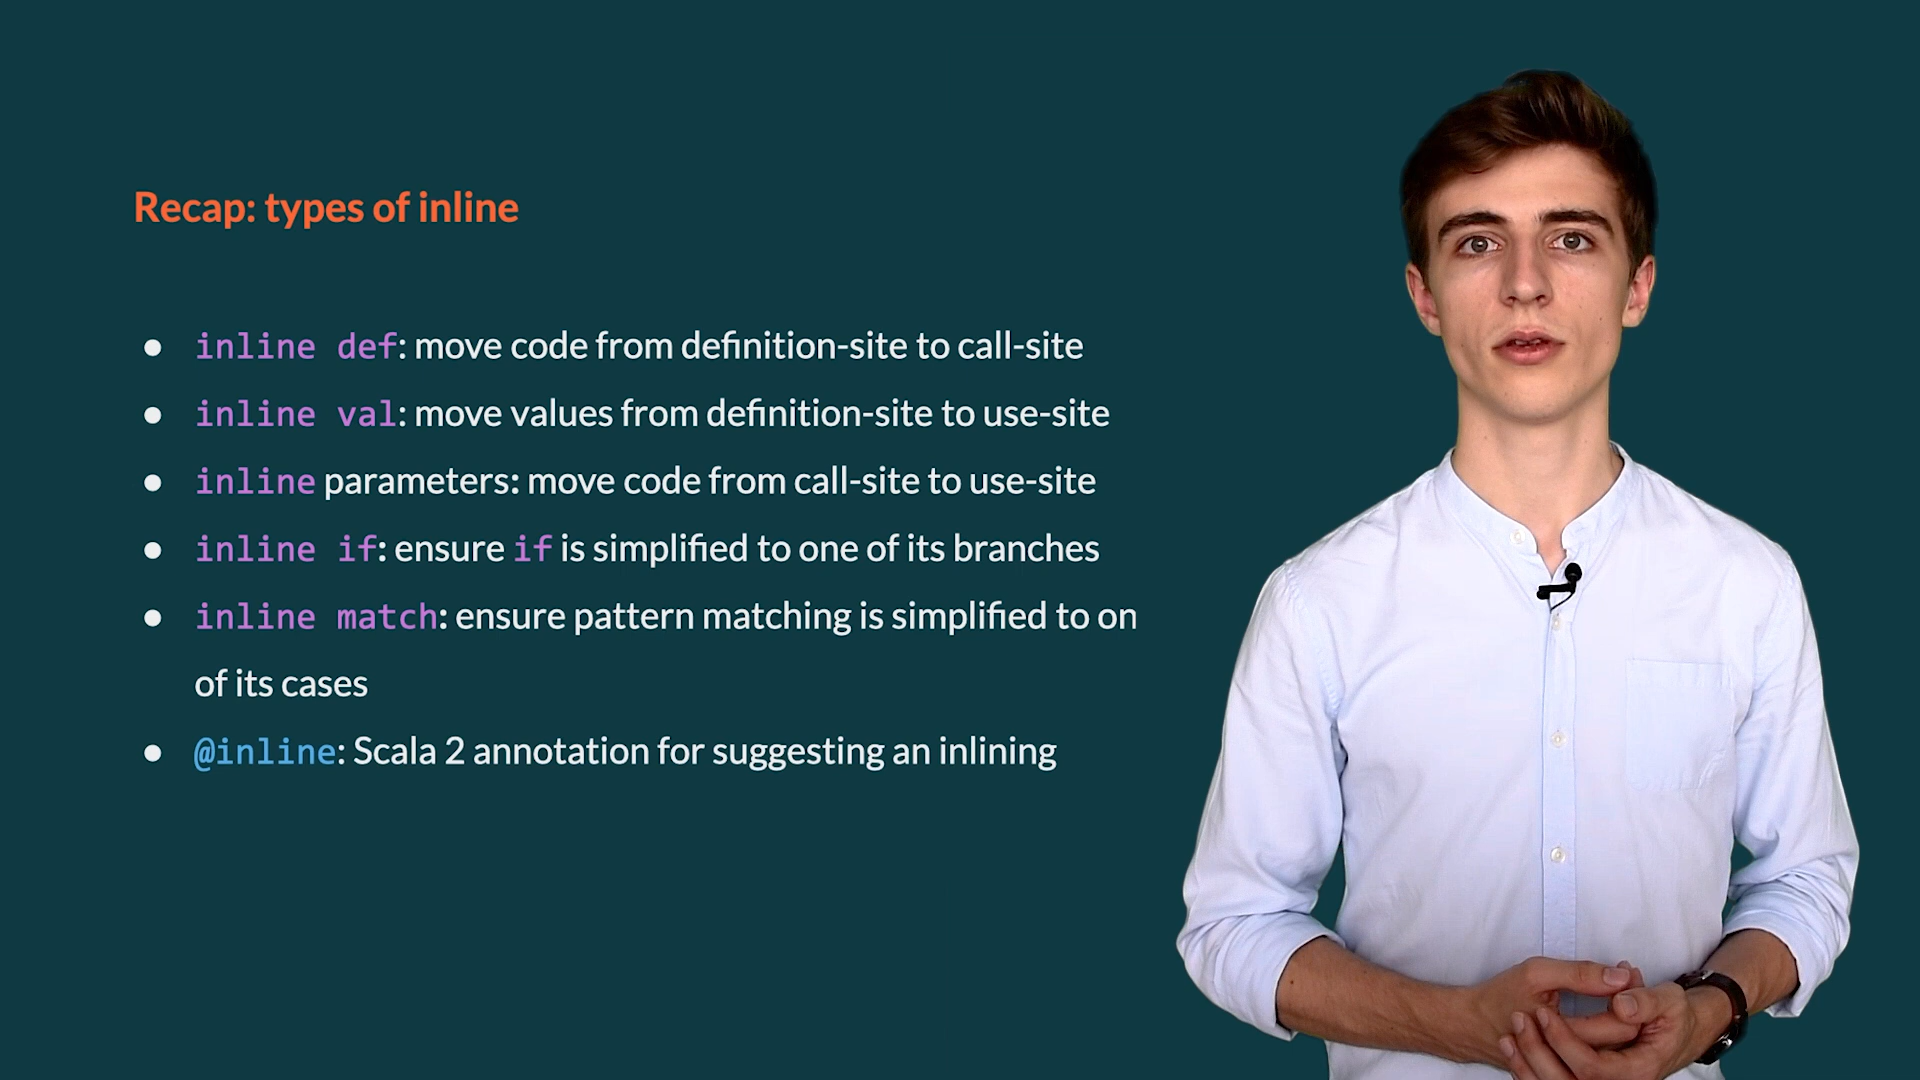 Recap: types of inline
● inline def: move code from definition-site to call-site
● inline val: move values from definition-site to use-site
● inline parameters: move code from call-site to use-site
● inline if: ensure if is simplified to one of its branches
● inline match: ensure pattern matching is simplified to on
of its cases
● @inline: Scala 2 annotation for suggesting an inlining